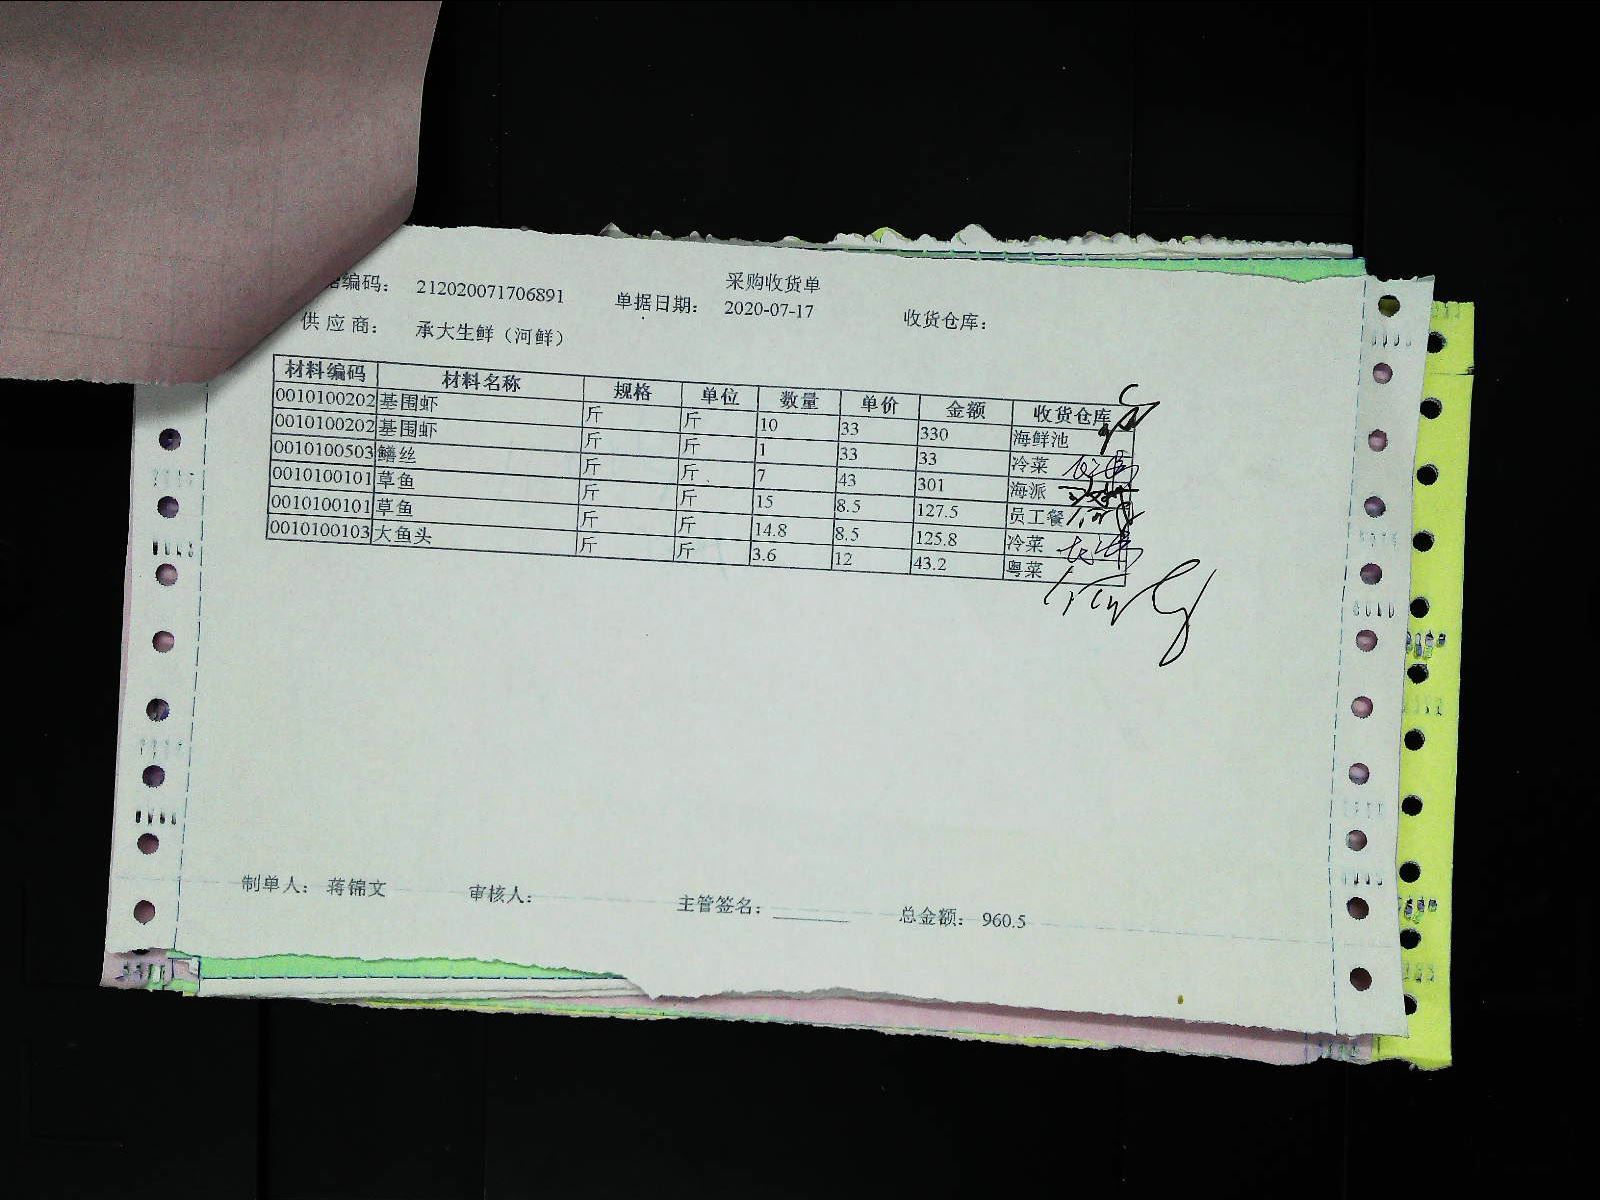 采购收货单
编码： 212020071706891 单据日期： 2020-07-17 收货仓库：
供应商： 承大生鲜（河鲜）
材料编码 材料名称 规格 单位 数量 单价 金额 收货仓库
0010100202 基围虾 斤 斤 10 33 330 海鲜池
0010100202 基围虾 斤 斤 1 33 33 冷菜
0010100503 鳝丝 斤 斤 7 43 301 海派
0010100101 草鱼 斤 斤 15 8.5 127.5 员工餐
0010100101 草鱼 斤 斤 14.8 8.5 125.8 冷菜
0010100103 大鱼头 斤 斤 3.6 12 43.2 粤菜
制单人： 蒋锦文 审核人： 主管签名： 总金额： 960.5